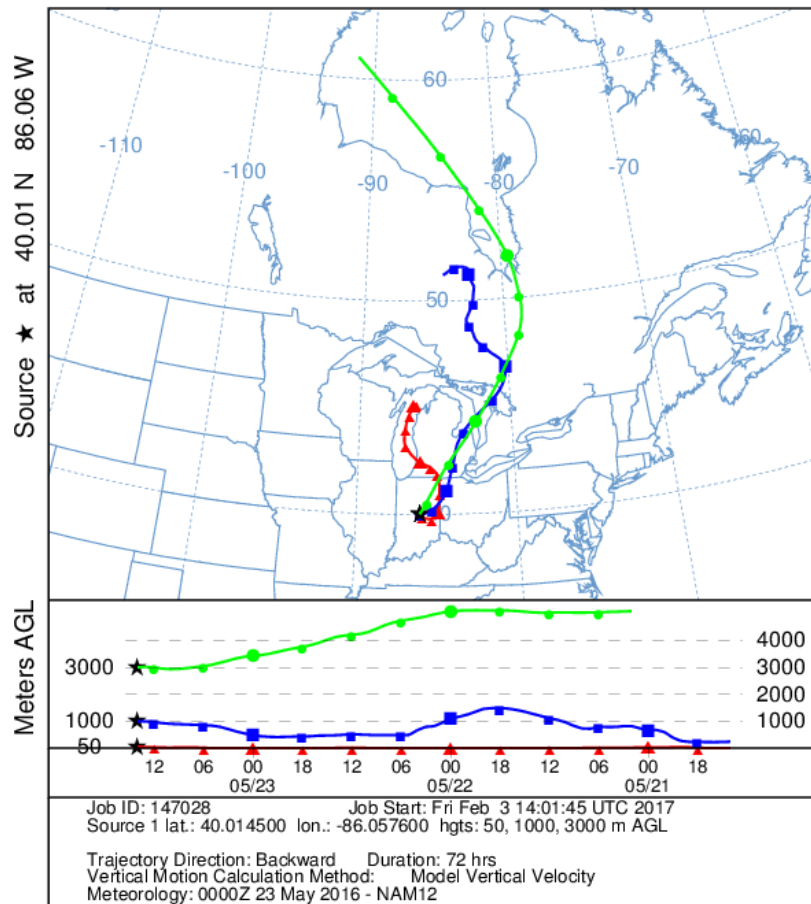 Source ★ at 40.01 N 86.06 W
60
-110
-60
-100
-90
-80
-70
50
Meters AGL
4000
3000
3000
2000
1000
1000
50
12 06 00 18 12 06 00 18 12 06 00 18
05/23 05/22 05/21
Job ID: 147028 Job Start: Fri Feb 3 14:01:45 UTC 2017
Source 1 lat.: 40.014500 lon.: -86.057600 hgts: 50, 1000, 3000 m AGL
Trajectory Direction: Backward Duration: 72 hrs
Vertical Motion Calculation Method: Model Vertical Velocity
Meteorology: 0000Z 23 May 2016 - NAM12